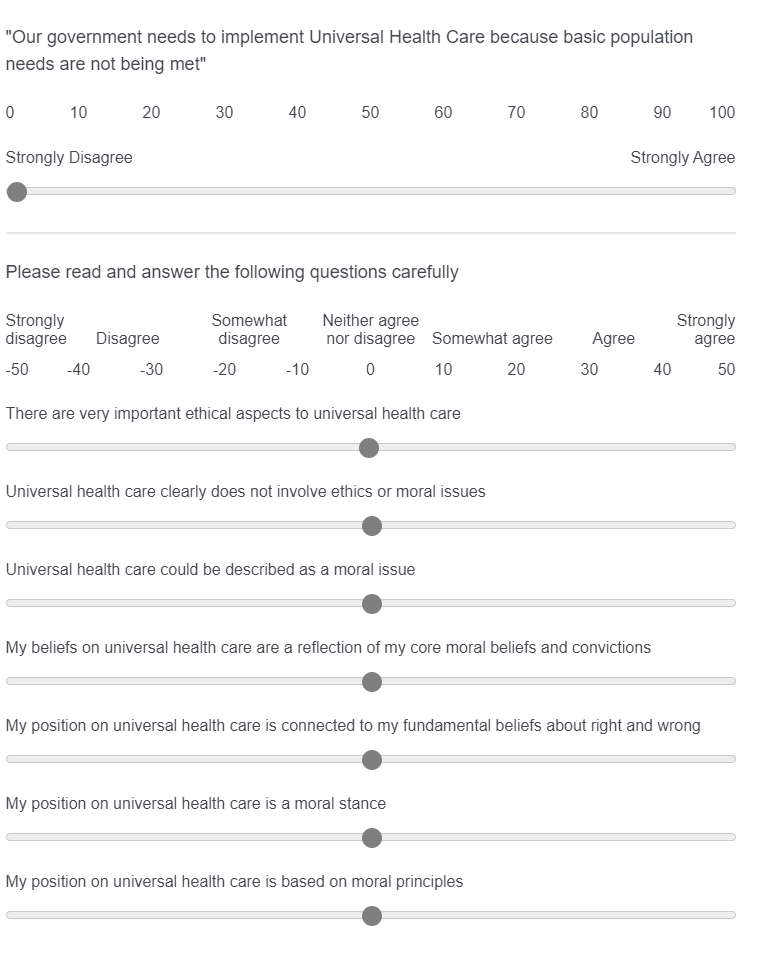 "Our government needs to implement Universal Health Care because basic population
needs are not being met"
0 10 20 30 40 50 60 70 80 90 100
Strongly Disagree Strongly Agree
Please read and answer the following questions carefully
Strongly disagree Disagree Somewhat disagree Neither agree nor disagree Somewhat agree Agree Strongly agree
-50 -40 -30 -20 -10 0 10 20 30 40 50
There are very important ethical aspects to universal health care
Universal health care clearly does not involve ethics or moral issues
Universal health care could be described as a moral issue
My beliefs on universal health care are a reflection of my core moral beliefs and convictions
My position on universal health care is connected to my fundamental beliefs about right and wrong
My position on universal health care is a moral stance
My position on universal health care is based on moral principles